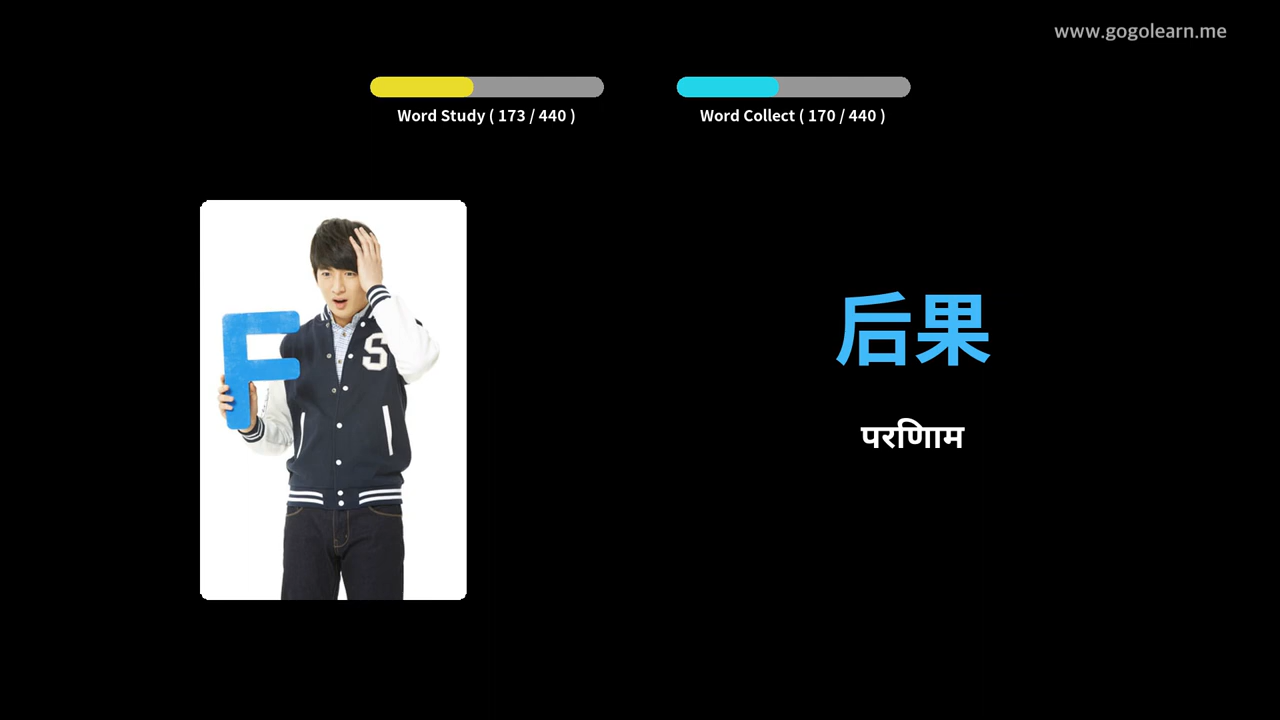 www.gogolearn.me
Word Study ( 173 / 440 )
Word Collect ( 170 / 440 )
F
S
后果
परिणाम